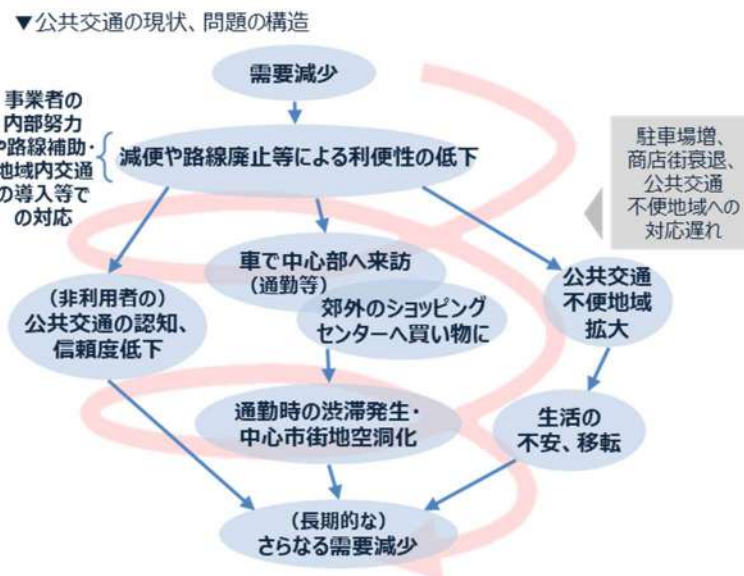 ▼公共交通の現状、問題の構造
需要減少
事業者の
内部努力
や路線補助・
地域内交通
の導入等で
の対応
減便や路線廃止等による利便性の低下
駐車場増、
商店街衰退、
公共交通
不便地域への
対応遅れ
車で中心部へ来訪
（通勤等）
郊外のショッピング
センターへ買い物に
（非利用者の）
公共交通の認知、
信頼度低下
公共交通
不便地域
拡大
通勤時の渋滞発生・
中心市街地空洞化
生活の
不安、移転
（長期的な）
さらなる需要減少